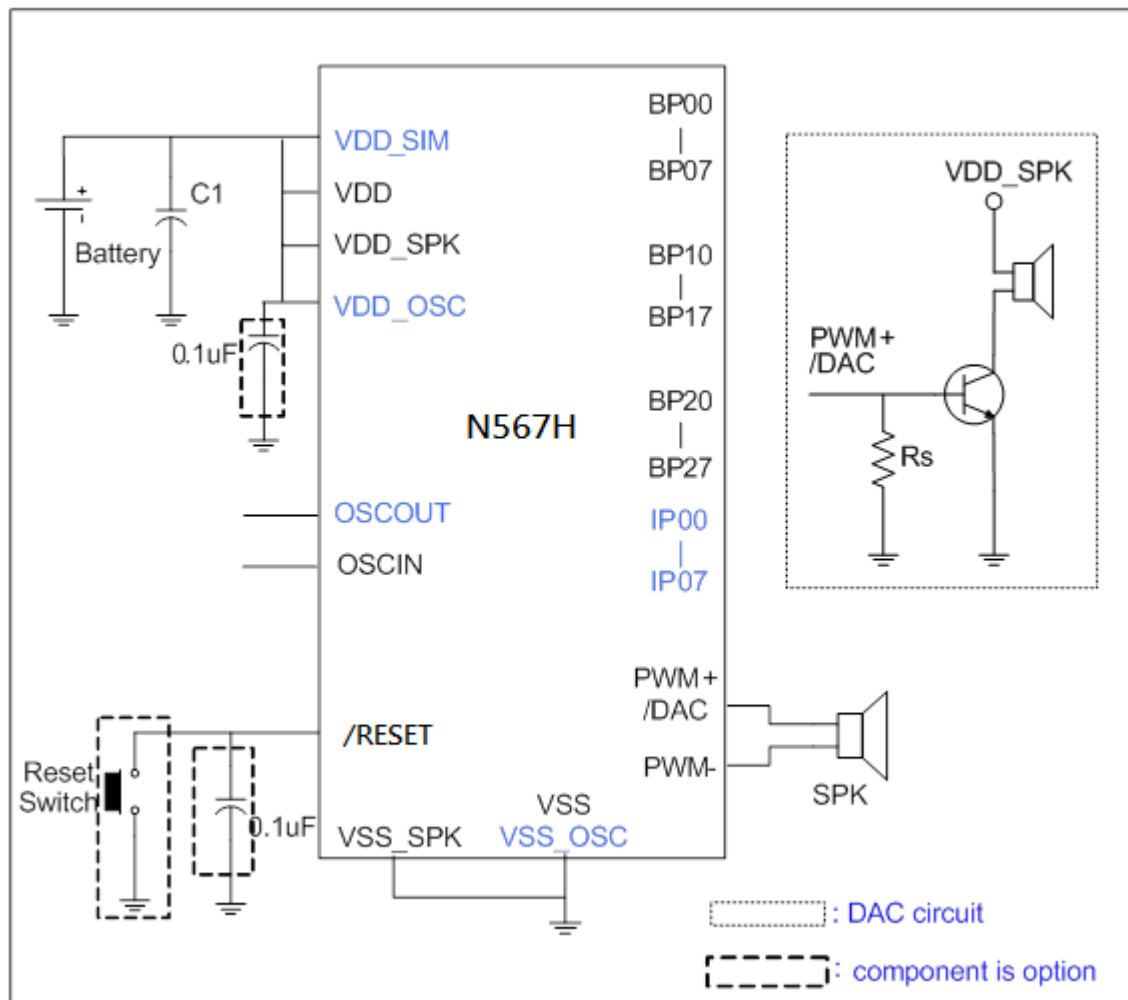 VDD_SIM
VDD
VDD_SPK
VDD_OSC
+
-
Battery
C1
0.1uF
OSCOUT
OSCIN
/RESET
Reset
Switch
0.1uF
N567H
BP00
|
BP07
BP10
|
BP17
BP20
|
BP27
IP00
|
IP07
PWM+
/DAC
PWM-
SPK
VSS_SPK
VSS
VSS_OSC
VDD_SPK
PWM+
/DAC
Rs
: DAC circuit
: component is option